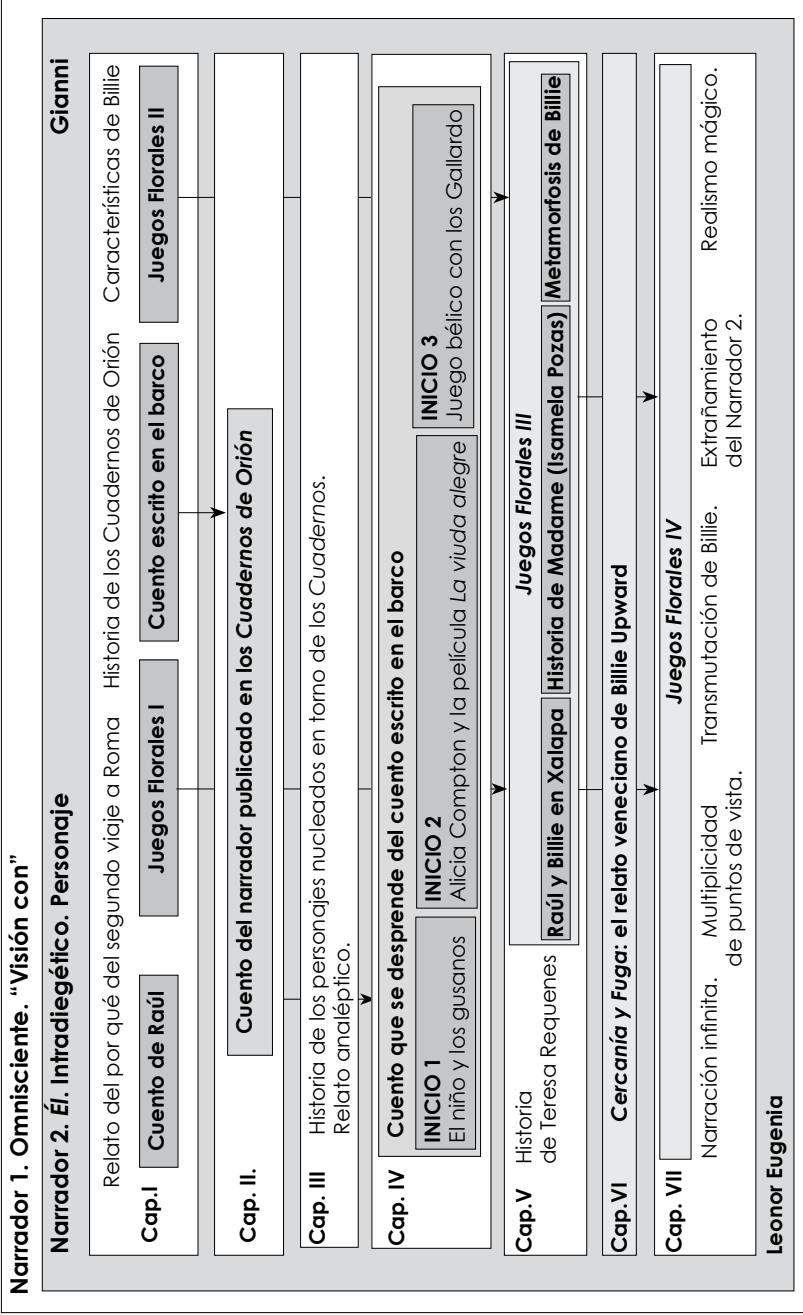 Narrador 1. Omnisciente. “Visión con”
Narrador 2. Él. Intradiegético. Personaje
Gianni
Cap.I
Relato del por qué del segundo viaje a Roma
Historia de los Cuadernos de Orión
Características de Billie
Cuento de Raúl
Juegos Florales I
Cuento escrito en el barco
Juegos Florales II
Cap. II.
Cuento del narrador publicado en los Cuadernos de Orión
Cap. III
Historia de los personajes nucleados en torno de los Cuadernos.
Relato analéptico.
Cap. IV
Cuento que se desprende del cuento escrito en el barco
INICIO 1
El niño y los gusanos
INICIO 2
Alicia Compton y la película La viuda alegre
INICIO 3
Juego bélico con los Gallardo
Cap.V
Historia
de Teresa Requenes
Juegos Florales III
Raúl y Billie en Xalapa
Historia de Madame (Isamela Pozas)
Metamorfosis de Billie
Cap.VI
Cercanía y Fuga: el relato veneciano de Billie Upward
Cap. VII
Juegos Florales IV
Narración infinita.
Multiplicidad
de puntos de vista.
Transmutación de Billie.
Extrañamiento
del Narrador 2.
Realismo mágico.
Leonor Eugenia